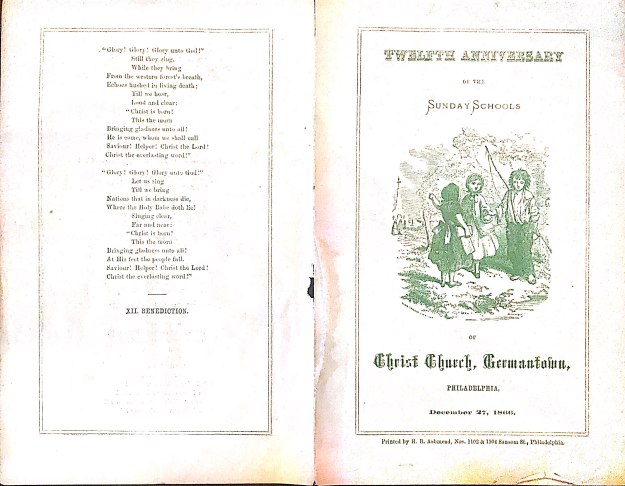 "Glory! Glory! Glory unto God!"
Still they sing,
While they bring
From the western forest's breath,
Echoes hushed in living death;
Till we hear,
Loud and clear;
"Christ is born!
This the morn
Bringing gladness unto all!
He is come, whom we shall call
Saviour! Helper! Christ the Lord!
Christ the everlasting word!"
"Glory! Glory! Glory unto God!"
Let us sing
Till we bring
Nations that in darkness die,
Where the Holy Babe doth lie!
Singing clear,
Far and near:
"Christ is born!
This the morn
Bringing gladness unto all!
At His feet the people fall.
Saviour! Helper! Christ the Lord!
Christ the everlasting word!"
XII. BENEDICTION.
TWELFTH ANNIVERSARY
OF THE
SUNDAY SCHOOLS
OF
Christ Church, Germantown,
PHILADELPHIA,
December 27, 1866.
Printed by H. B. Ashmead, Nos. 1102 & 1104 Sansom St., Philadelphia.